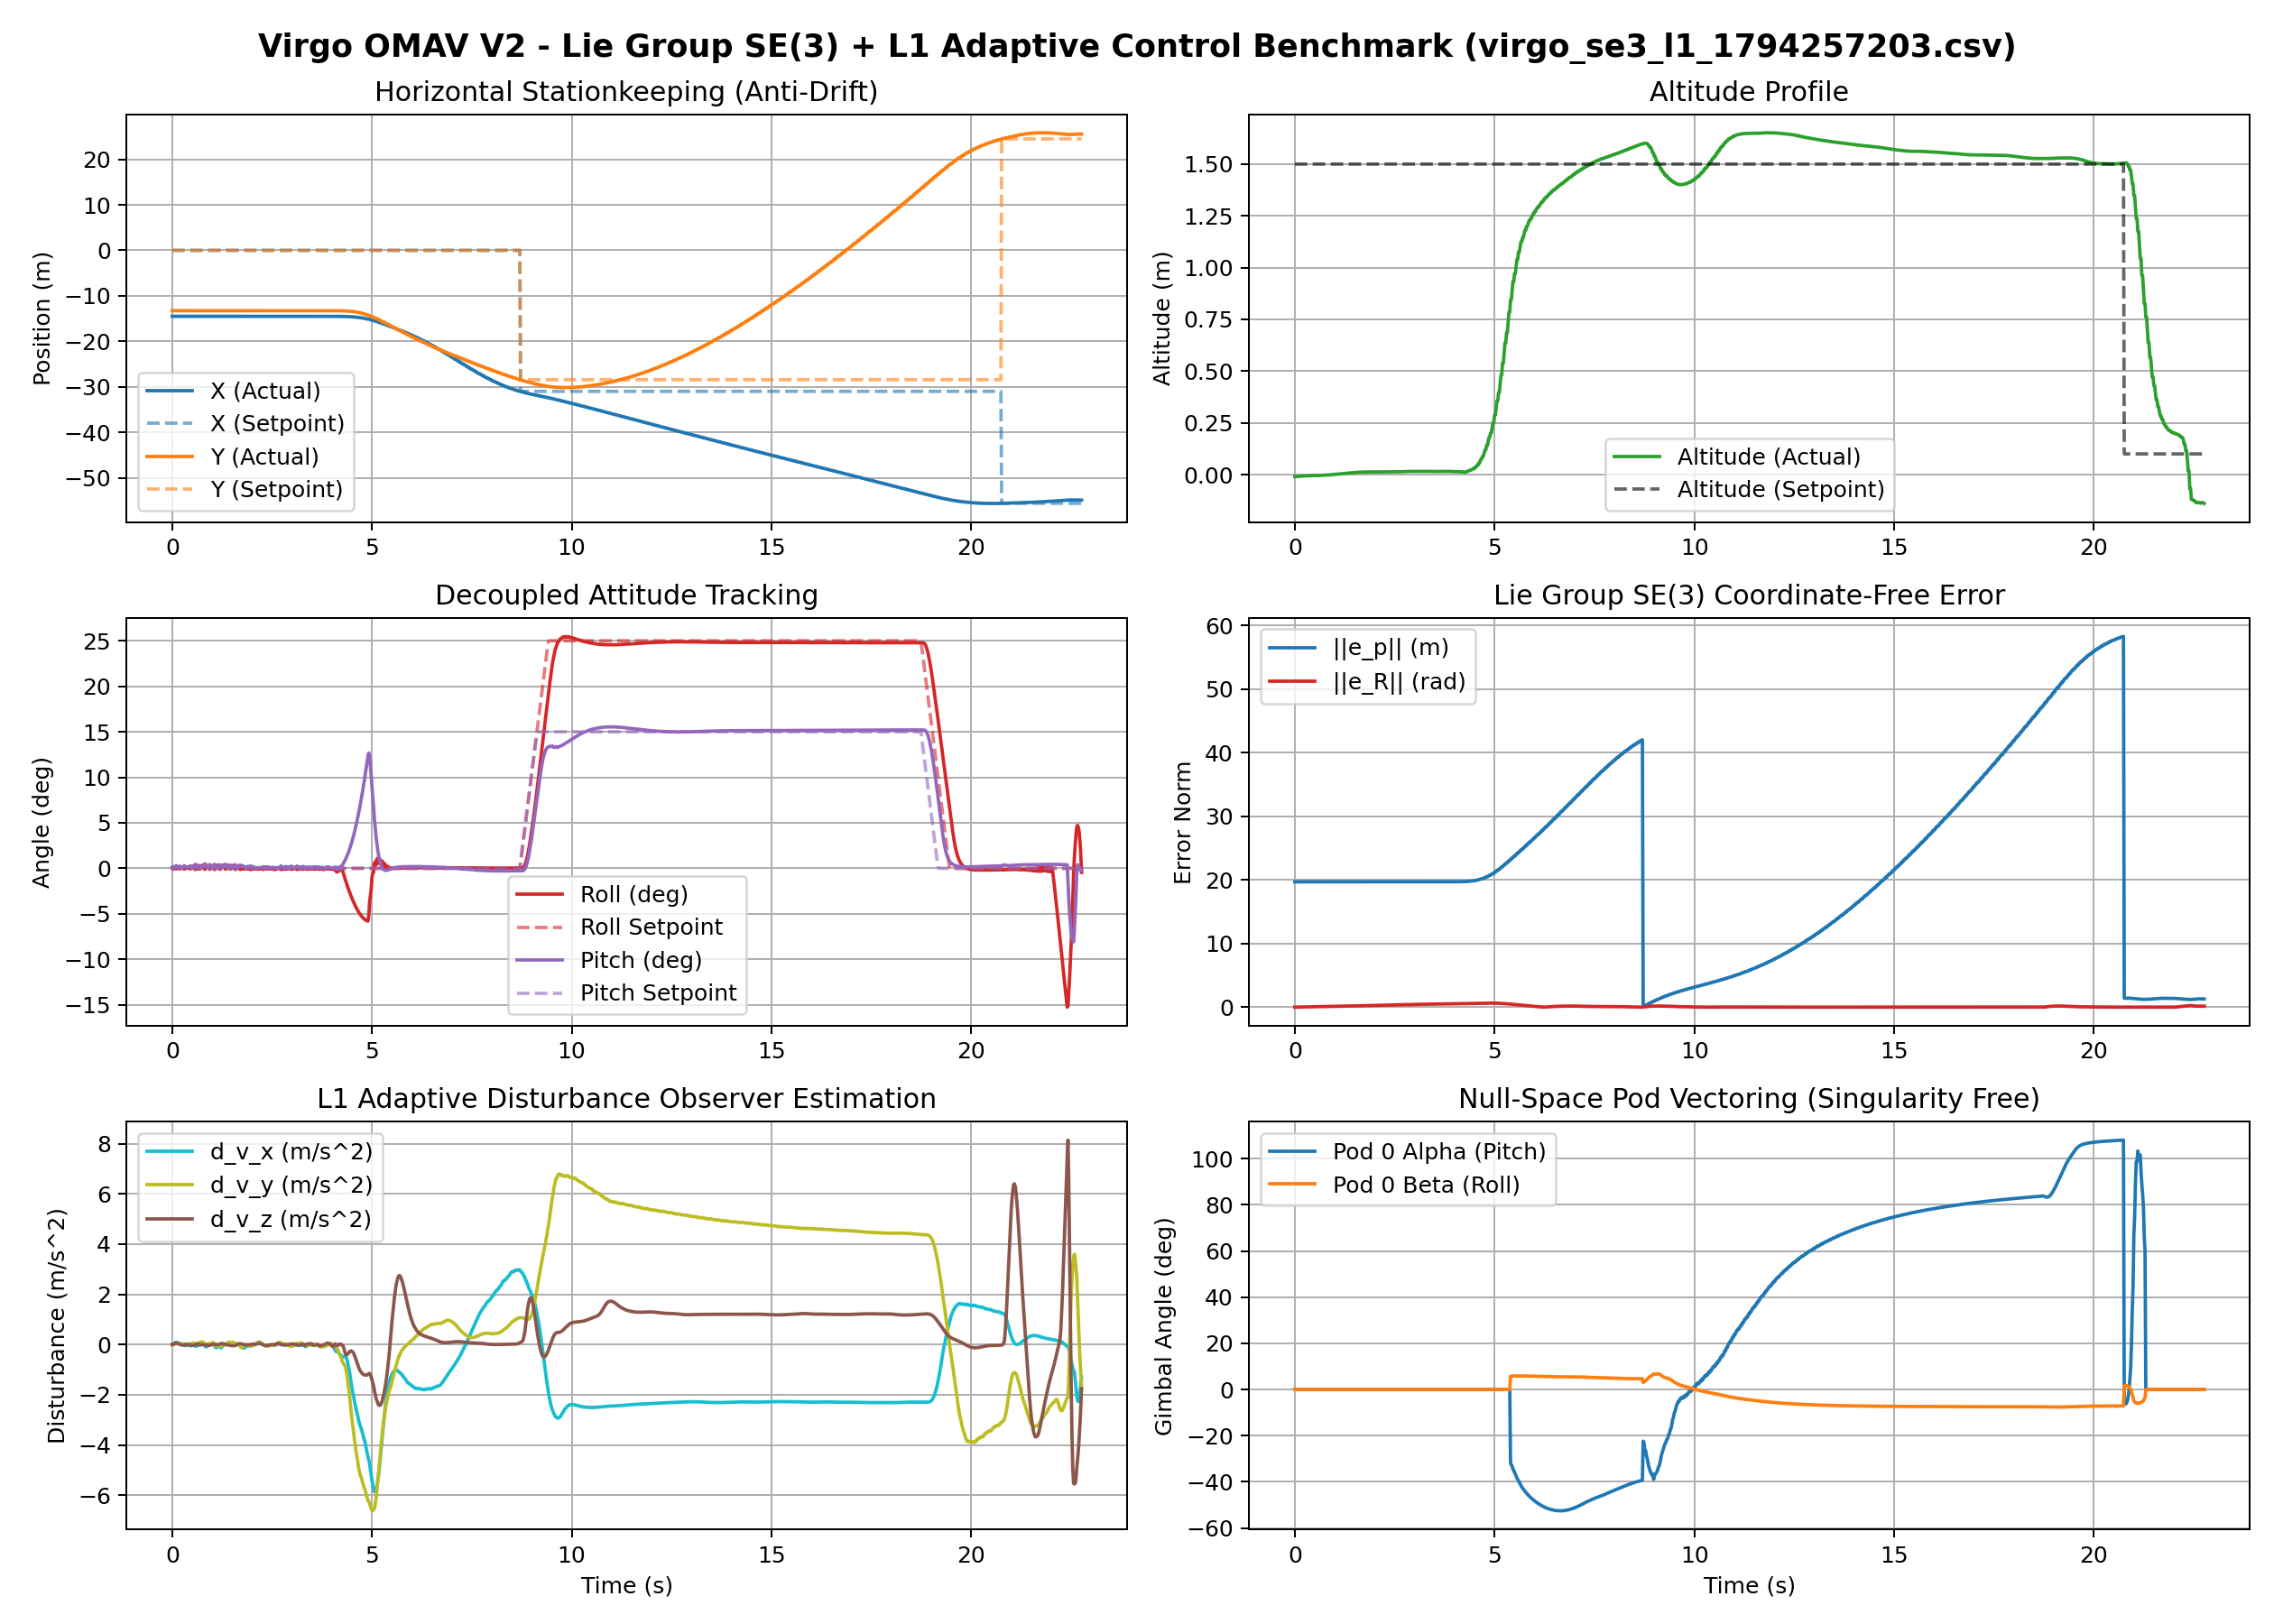 Virgo OMAV V2 - Lie Group SE(3) + L1 Adaptive Control Benchmark (virgo_se3_l1_1794257203.csv)
Horizontal Stationkeeping (Anti-Drift)
Position (m)
20
10
0
−10
−20
−30
−40
−50
X (Actual)
X (Setpoint)
Y (Actual)
Y (Setpoint)
0 5 10 15 20
Altitude Profile
Altitude (m)
1.50
1.25
1.00
0.75
0.50
0.25
0.00
Altitude (Actual)
Altitude (Setpoint)
0 5 10 15 20
Decoupled Attitude Tracking
Angle (deg)
25
20
15
10
5
0
−5
−10
−15
Roll (deg)
Roll Setpoint
Pitch (deg)
Pitch Setpoint
0 5 10 15 20
Lie Group SE(3) Coordinate-Free Error
Error Norm
60
50
40
30
20
10
0
||e_p|| (m)
||e_R|| (rad)
0 5 10 15 20
L1 Adaptive Disturbance Observer Estimation
Disturbance (m/s^2)
8
6
4
2
0
−2
−4
−6
d_v_x (m/s^2)
d_v_y (m/s^2)
d_v_z (m/s^2)
0 5 10 15 20
Time (s)
Null-Space Pod Vectoring (Singularity Free)
Gimbal Angle (deg)
100
80
60
40
20
0
−20
−40
−60
Pod 0 Alpha (Pitch)
Pod 0 Beta (Roll)
0 5 10 15 20
Time (s)